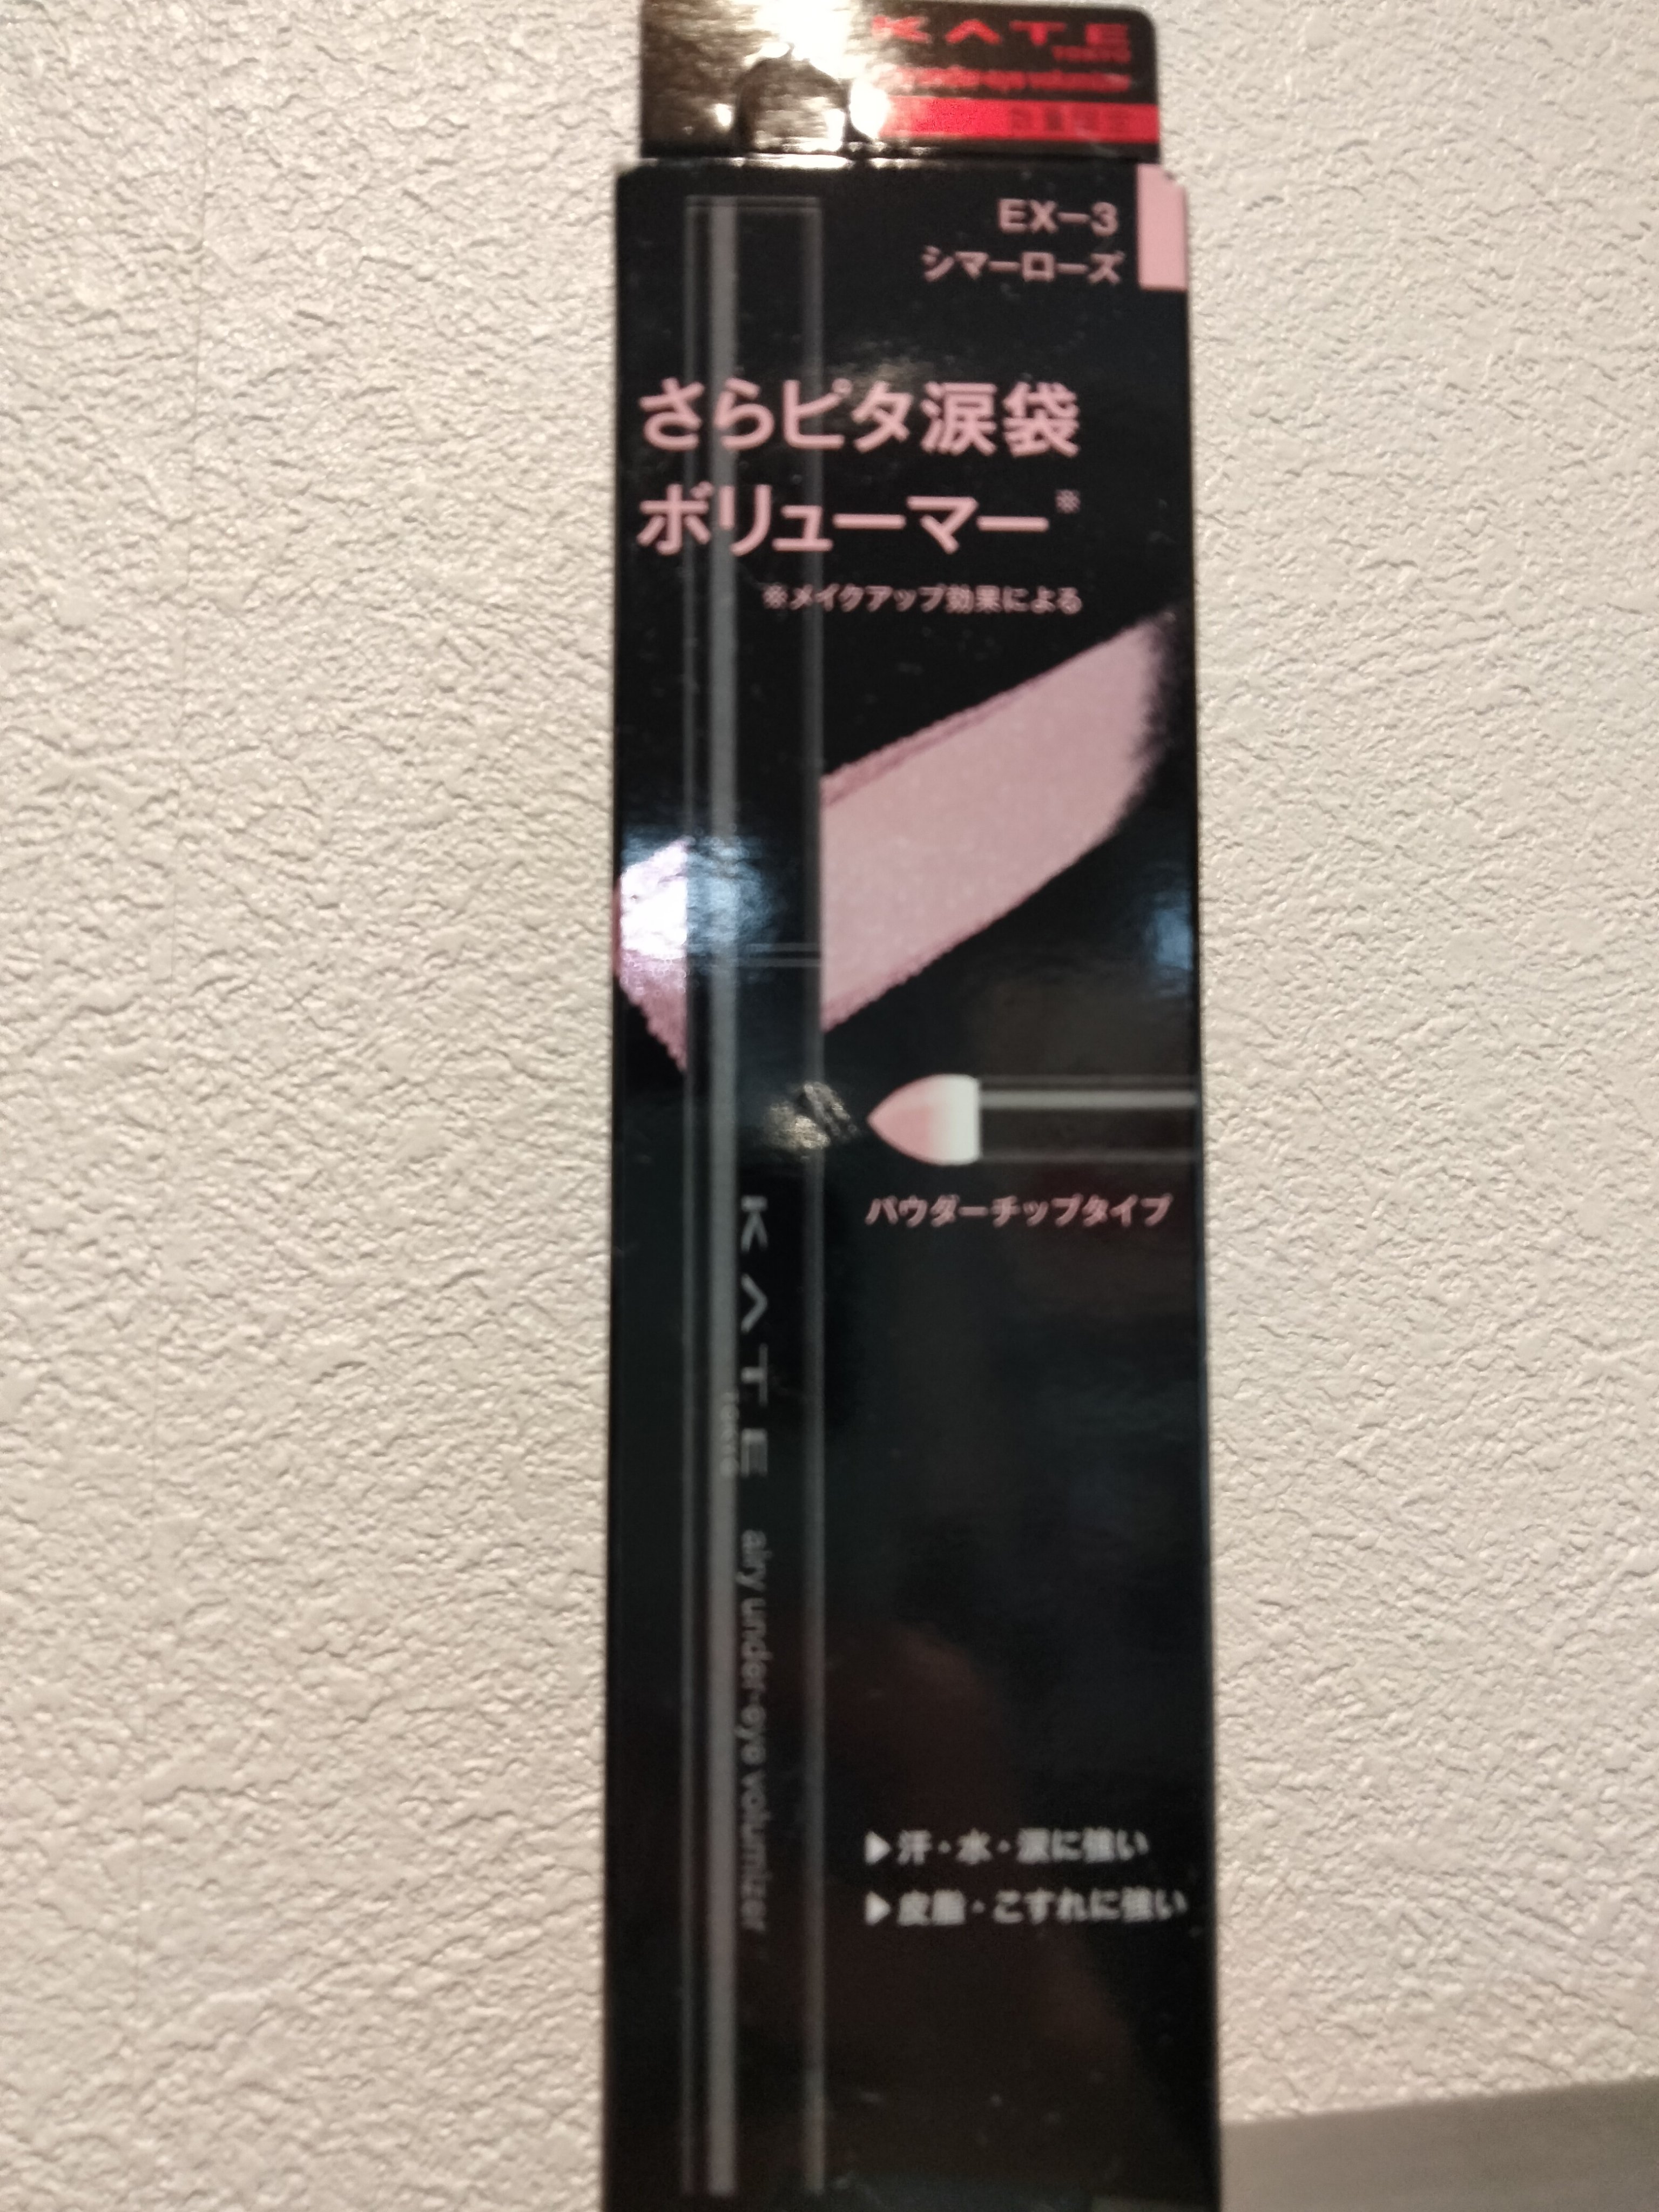 KATE
TOKYO
EX-3
シマーローズ
さらピタ涙袋
ボリューマー※
※メイクアップ効果による
パウダーチップタイプ
KATE
TOKYO
airy under-eye volumizer
▶汗・水・涙に強い
▶皮脂・こすれに強い